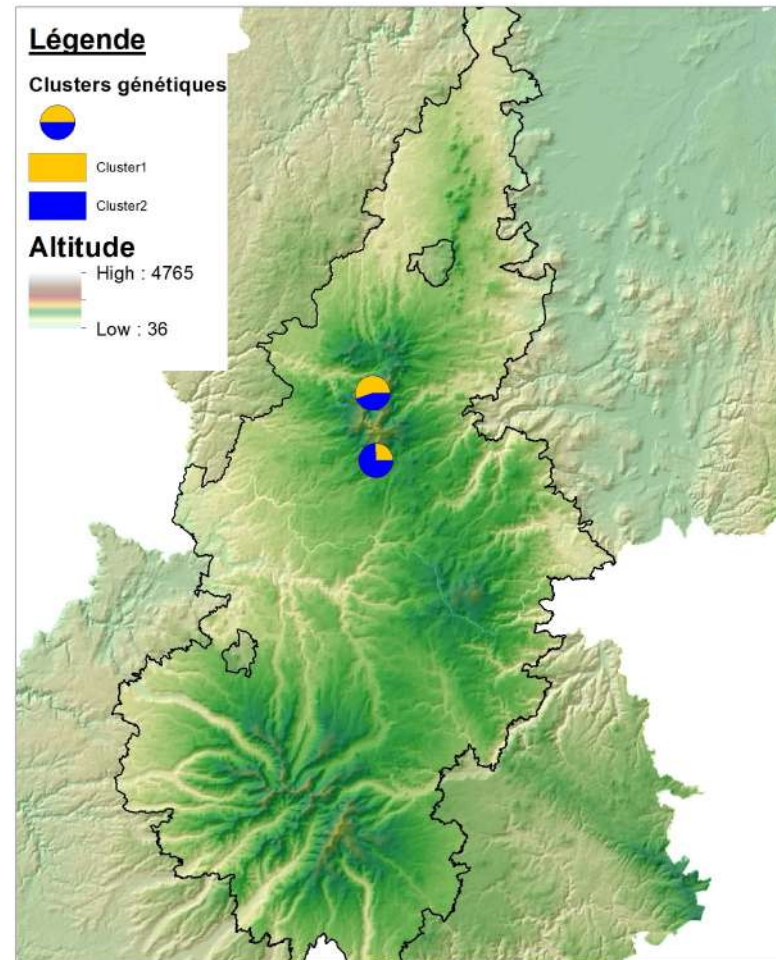 Légende
Clusters génétiques
Cluster1
Cluster2
Altitude
High : 4765
Low : 36